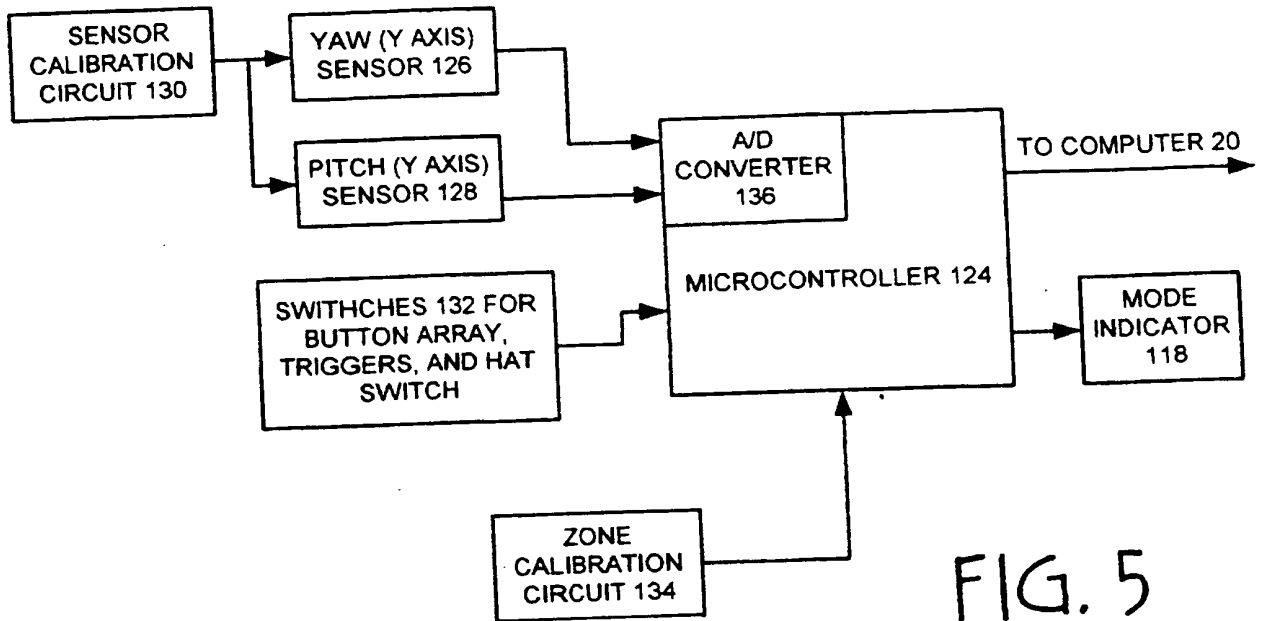 SENSOR
CALIBRATION
CIRCUIT 130
YAW (Y AXIS)
SENSOR 126
PITCH (Y AXIS)
SENSOR 128
A/D
CONVERTER
136
TO COMPUTER 20
MICROCONTROLLER 124
SWITHCHES 132 FOR
BUTTON ARRAY,
TRIGGERS, AND HAT
SWITCH
MODE
INDICATOR
118
ZONE
CALIBRATION
CIRCUIT 134
FIG. 5